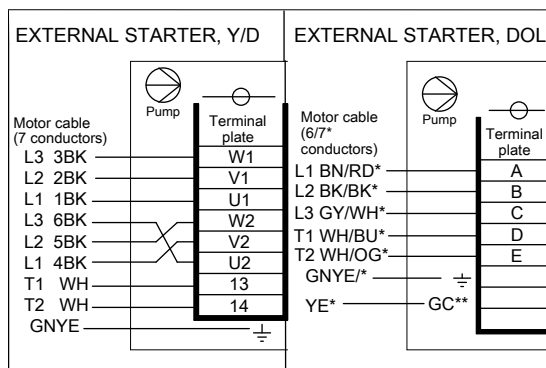 EXTERNAL STARTER, Y/D
Pump
Terminal
plate
Motor cable
(7 conductors)
L3 3BK W1
L2 2BK V1
L1 1BK U1
L3 6BK W2
L2 5BK V2
L1 4BK U2
T1 WH 13
T2 WH 14
GNYE
EXTERNAL STARTER, DOL
Pump
Terminal
plate
Motor cable
(6/7*
conductors)
L1 BN/RD* A
L2 BK/BK* B
L3 GY/WH* C
T1 WH/BU* D
T2 WH/OG* E
GNYE/*
YE* GC**